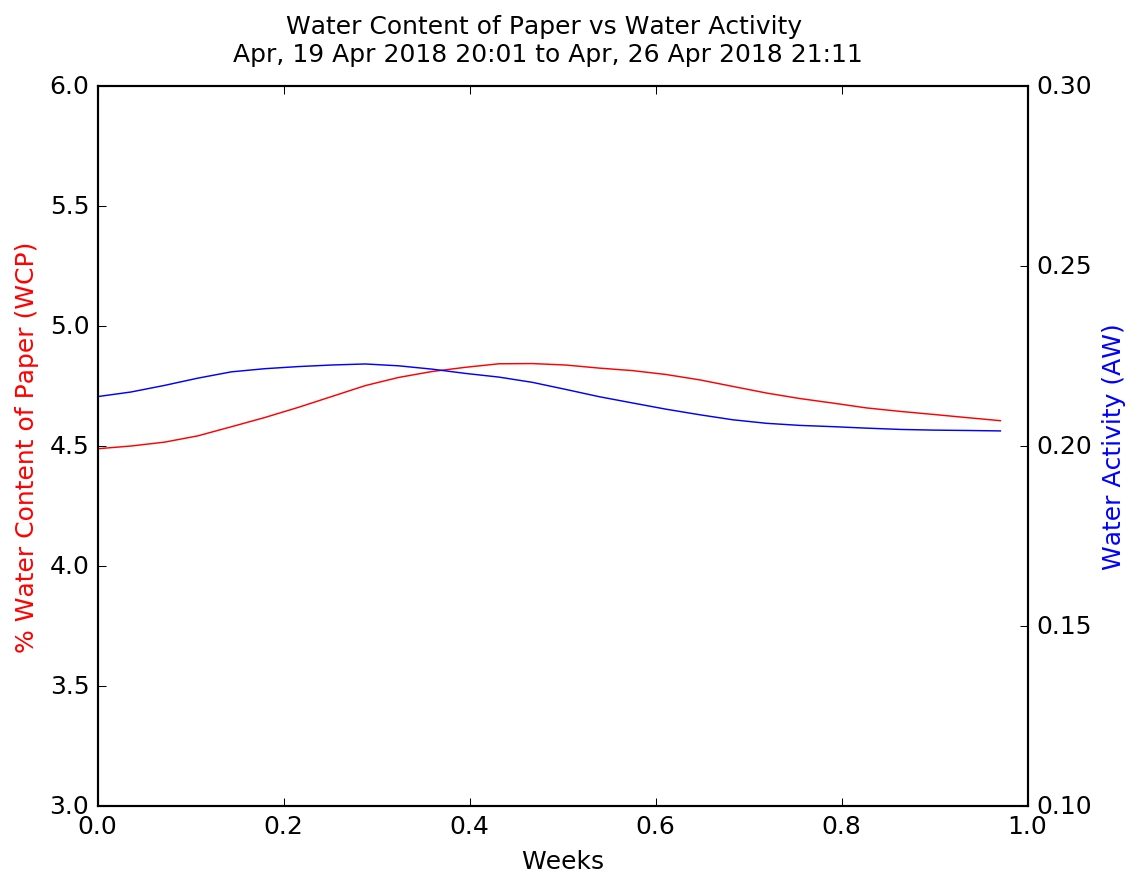 Water Content of Paper vs Water Activity
Apr, 19 Apr 2018 20:01 to Apr, 26 Apr 2018 21:11
% Water Content of Paper (WCP)
6.0
5.5
5.0
4.5
4.0
3.5
3.0
0.30
0.25
0.20
0.15
0.10
Water Activity (AW)
0.0 0.2 0.4 0.6 0.8 1.0
Weeks